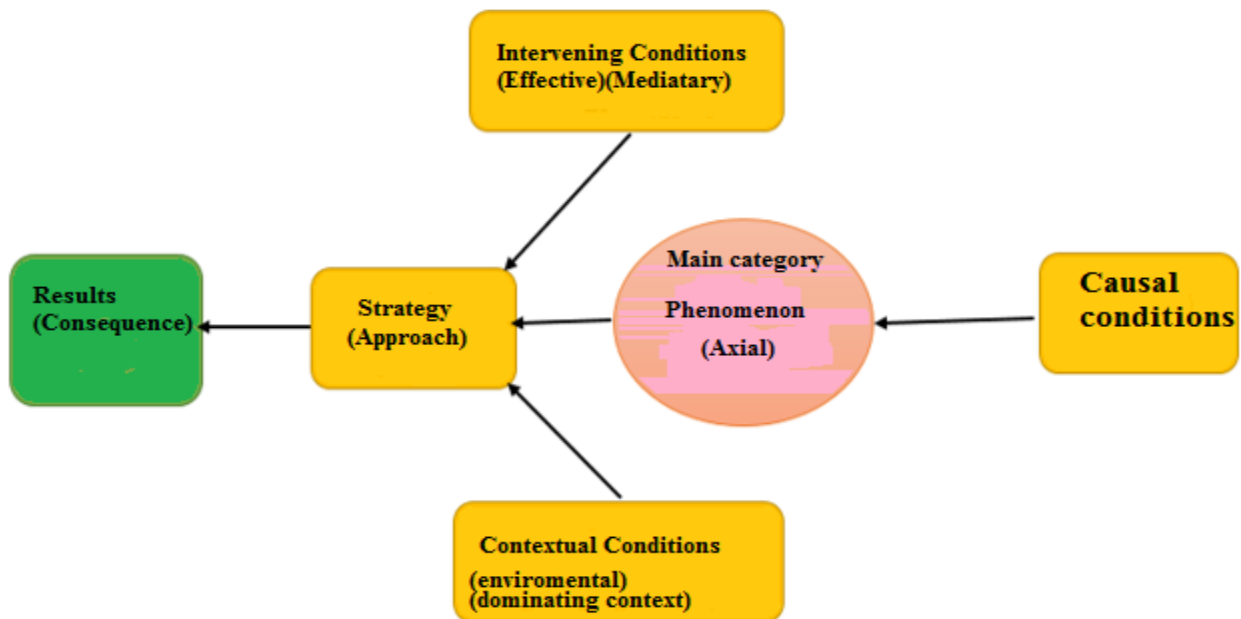 Intervening Conditions
(Effective)(Mediatary)
Results
(Consequence)
Strategy
(Approach)
Main category
Phenomenon
(Axial)
Causal
conditions
Contextual Conditions
(enviromental)
(dominating context)